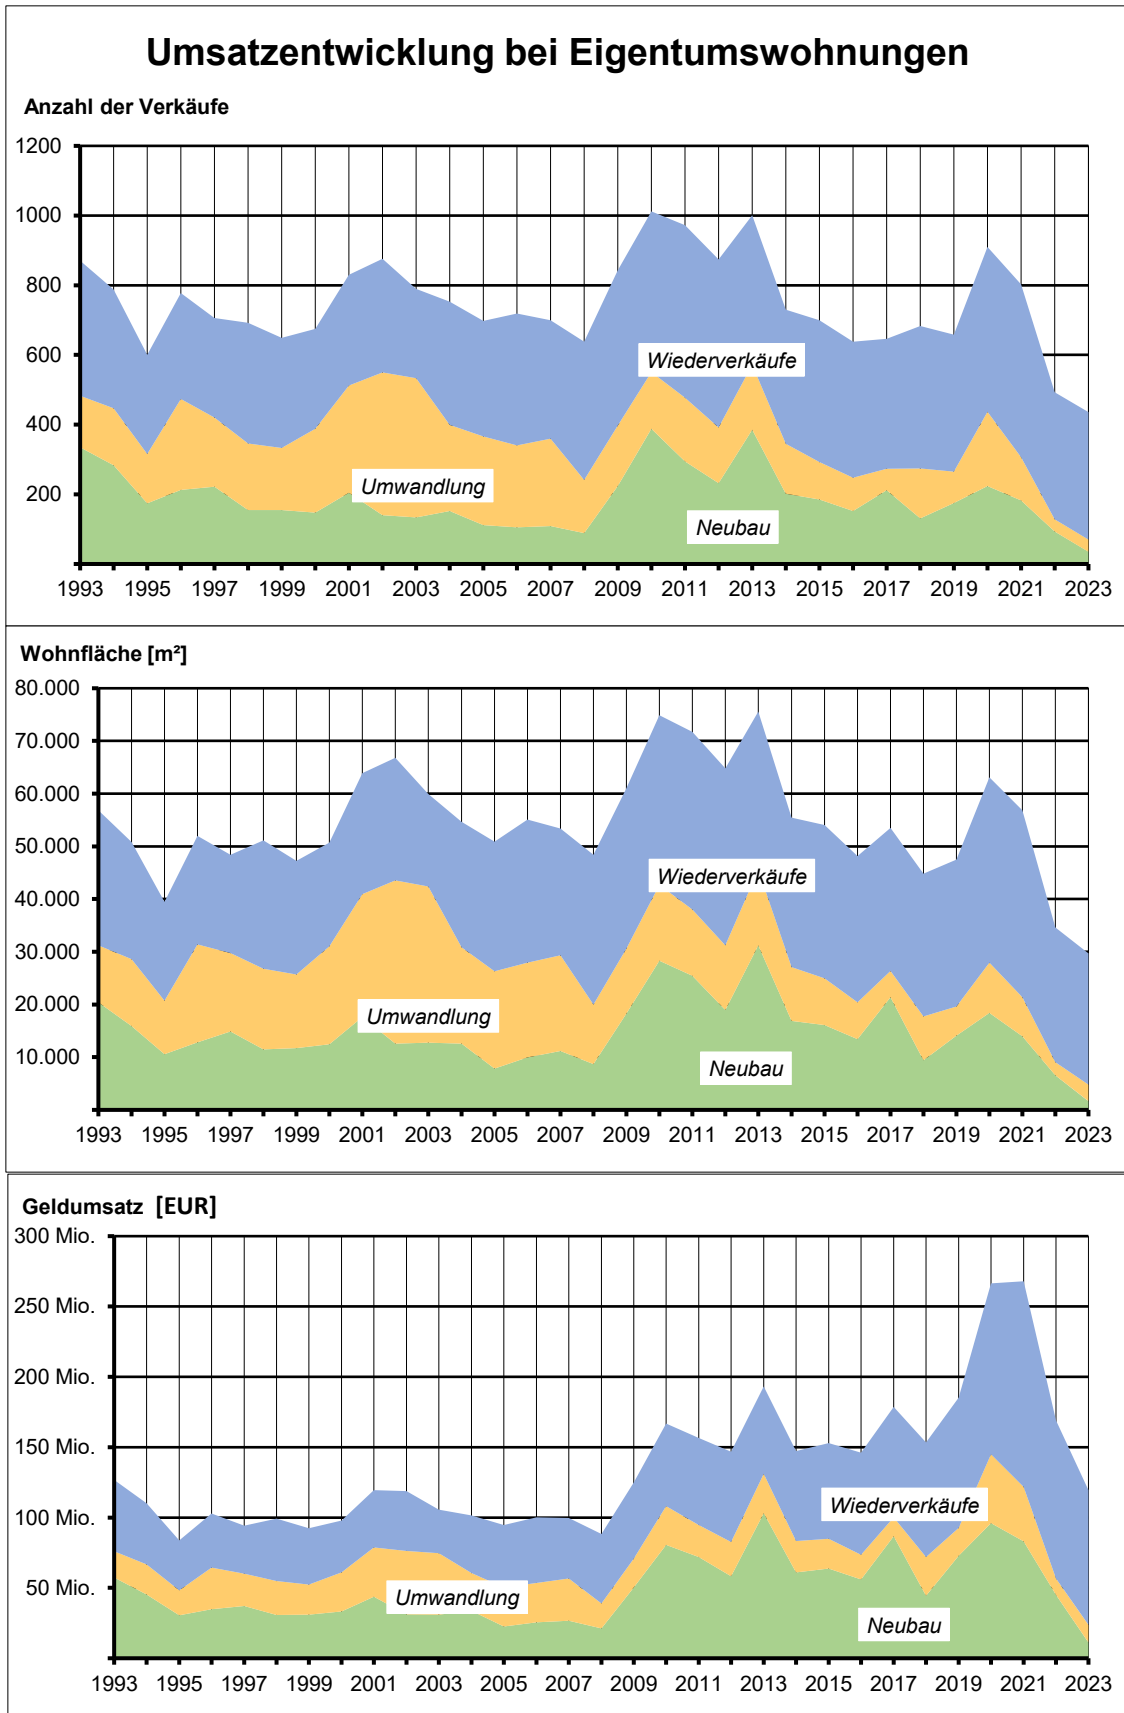 Umsatzentwicklung bei Eigentumswohnungen
Anzahl der Verkäufe
1200
1000
800
600
400
200
Wiederverkäufe
Umwandlung
Neubau
1993 1995 1997 1999 2001 2003 2005 2007 2009 2011 2013 2015 2017 2019 2021 2023
Wohnfläche [m²]
80.000
70.000
60.000
50.000
40.000
30.000
20.000
10.000
Wiederverkäufe
Umwandlung
Neubau
1993 1995 1997 1999 2001 2003 2005 2007 2009 2011 2013 2015 2017 2019 2021 2023
Geldumsatz [EUR]
300 Mio.
250 Mio.
200 Mio.
150 Mio.
100 Mio.
50 Mio.
Wiederverkäufe
Umwandlung
Neubau
1993 1995 1997 1999 2001 2003 2005 2007 2009 2011 2013 2015 2017 2019 2021 2023